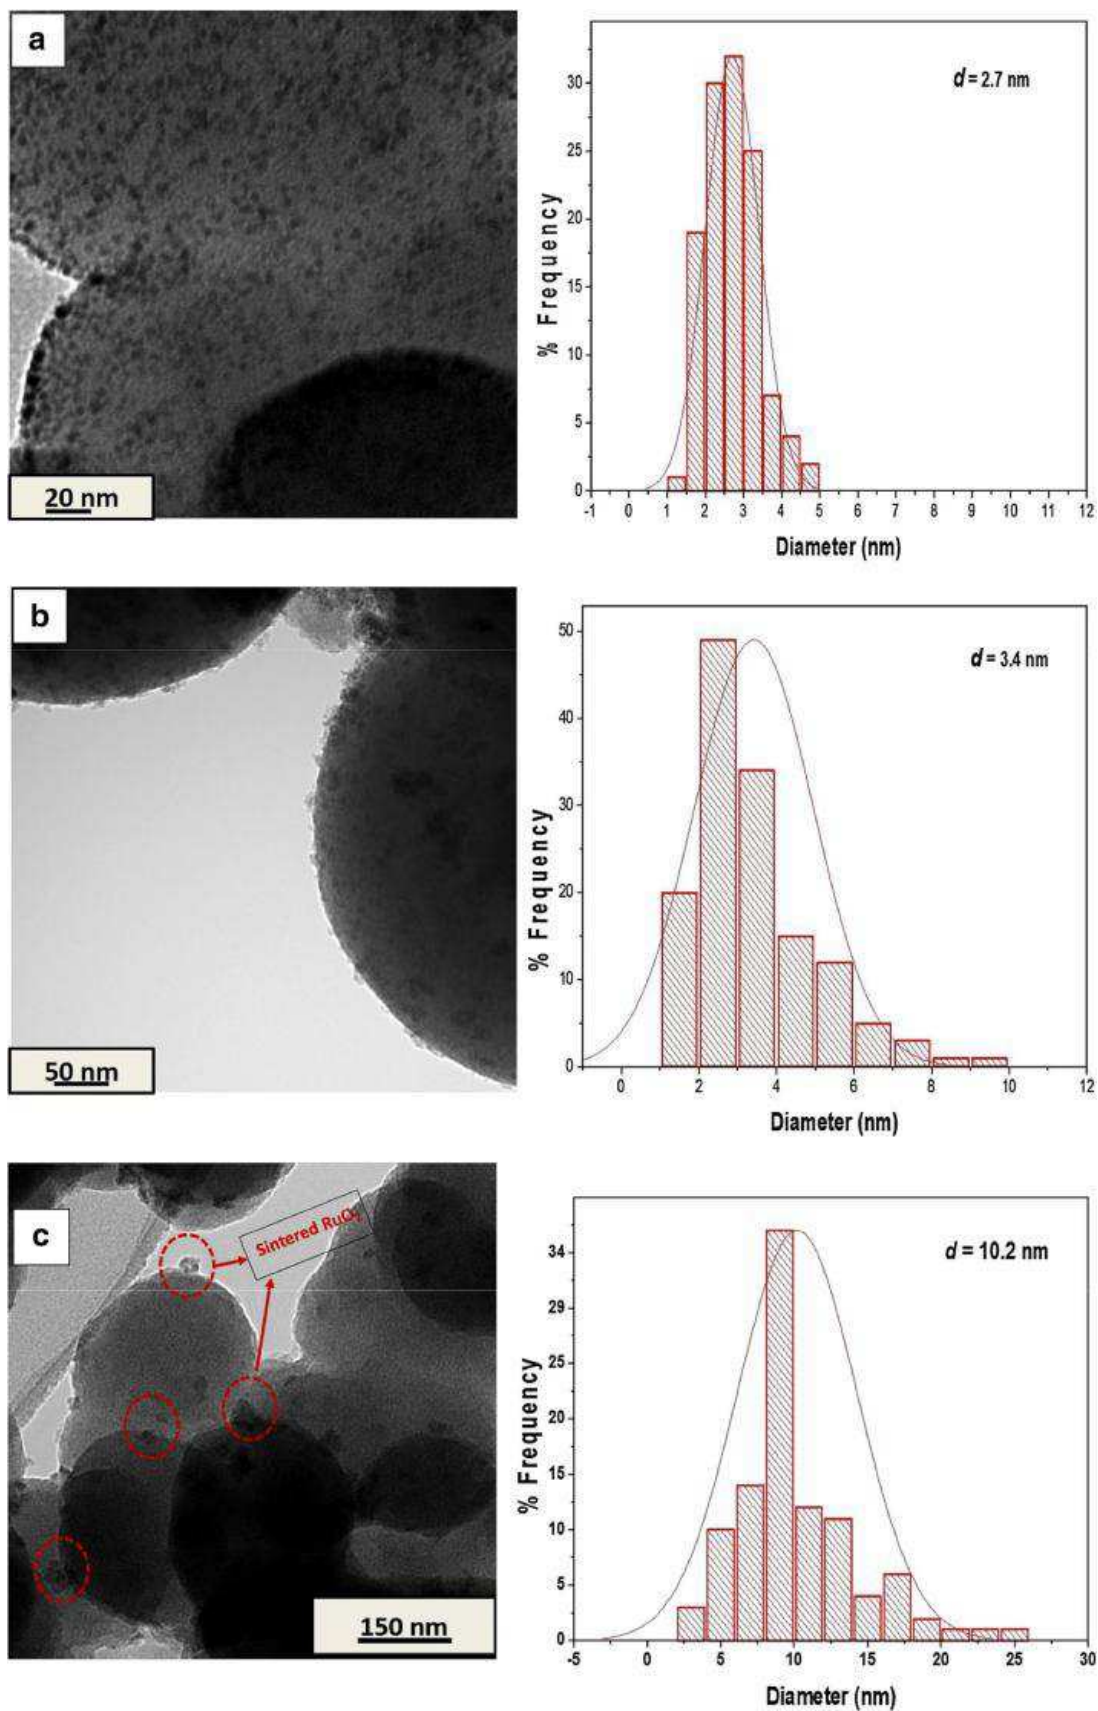 a
20 nm
d = 2.7 nm
% Frequency
30
25
20
15
10
5
0
-1 0 1 2 3 4 5 6 7 8 9 10 11 12
Diameter (nm)
b
50 nm
d = 3.4 nm
% Frequency
50
40
30
20
10
0
0 2 4 6 8 10 12
Diameter (nm)
c
Sintered RuO2
150 nm
d = 10.2 nm
% Frequency
34
29
25
20
15
10
5
0
-5 0 5 10 15 20 25 30
Diameter (nm)